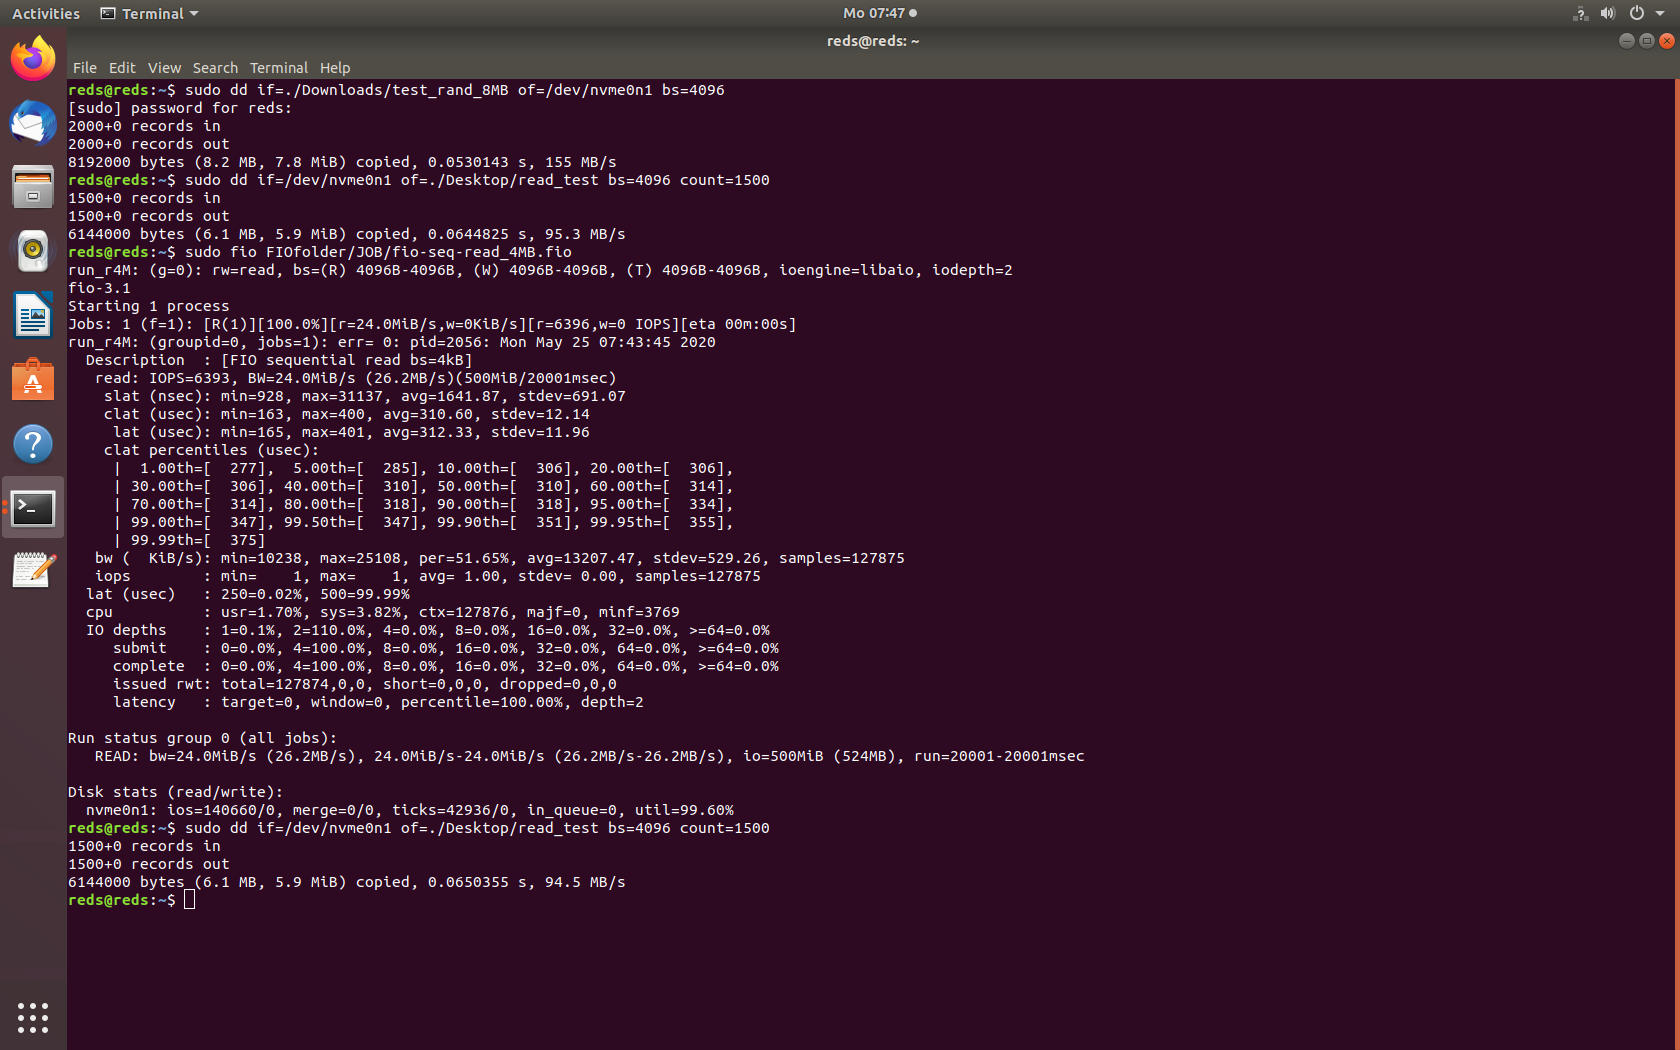 Activities
Terminal
Mo 07:47
reds@reds: ~
File Edit View Search Terminal Help
reds@reds:~$ sudo dd if=./Downloads/test_rand_8MB of=/dev/nvme0n1 bs=4096
[sudo] password for reds:
2000+0 records in
2000+0 records out
8192000 bytes (8.2 MB, 7.8 MiB) copied, 0.0530143 s, 155 MB/s
reds@reds:~$ sudo dd if=/dev/nvme0n1 of=./Desktop/read_test bs=4096 count=1500
1500+0 records in
1500+0 records out
6144000 bytes (6.1 MB, 5.9 MiB) copied, 0.0644825 s, 95.3 MB/s
reds@reds:~$ sudo fio FIOfolder/JOB/fio-seq-read_4MB.fio
run_r4M: (g=0): rw=read, bs=(R) 4096B-4096B, (W) 4096B-4096B, (T) 4096B-4096B, ioengine=libaio, iodepth=2
fio-3.1
Starting 1 process
Jobs: 1 (f=1): [R(1)][100.0%][r=24.0MiB/s,w=0KiB/s][r=6396,w=0 IOPS][eta 00m:00s]
run_r4M: (groupid=0, jobs=1): err= 0: pid=2056: Mon May 25 07:43:45 2020
  Description  : [FIO sequential read bs=4kB]
   read: IOPS=6393, BW=24.0MiB/s (26.2MB/s)(500MiB/20001msec)
    slat (nsec): min=928, max=31137, avg=1641.87, stdev=691.07
    clat (usec): min=163, max=400, avg=310.60, stdev=12.14
     lat (usec): min=165, max=401, avg=312.33, stdev=11.96
    clat percentiles (usec):
     |  1.00th=[  277],  5.00th=[  285], 10.00th=[  306], 20.00th=[  306],
     | 30.00th=[  306], 40.00th=[  310], 50.00th=[  310], 60.00th=[  314],
     | 70.00th=[  314], 80.00th=[  318], 90.00th=[  318], 95.00th=[  334],
     | 99.00th=[  347], 99.50th=[  347], 99.90th=[  351], 99.95th=[  355],
     | 99.99th=[  375]
   bw (  KiB/s): min=10238, max=25108, per=51.65%, avg=13207.47, stdev=529.26, samples=127875
   iops        : min=    1, max=    1, avg= 1.00, stdev= 0.00, samples=127875
  lat (usec)   : 250=0.02%, 500=99.99%
  cpu          : usr=1.70%, sys=3.82%, ctx=127876, majf=0, minf=3769
  IO depths    : 1=0.1%, 2=110.0%, 4=0.0%, 8=0.0%, 16=0.0%, 32=0.0%, >=64=0.0%
     submit    : 0=0.0%, 4=100.0%, 8=0.0%, 16=0.0%, 32=0.0%, 64=0.0%, >=64=0.0%
     complete  : 0=0.0%, 4=100.0%, 8=0.0%, 16=0.0%, 32=0.0%, 64=0.0%, >=64=0.0%
     issued rwt: total=127874,0,0, short=0,0,0, dropped=0,0,0
     latency   : target=0, window=0, percentile=100.00%, depth=2
Run status group 0 (all jobs):
   READ: bw=24.0MiB/s (26.2MB/s), 24.0MiB/s-24.0MiB/s (26.2MB/s-26.2MB/s), io=500MiB (524MB), run=20001-20001msec
Disk stats (read/write):
  nvme0n1: ios=140660/0, merge=0/0, ticks=42936/0, in_queue=0, util=99.60%
reds@reds:~$ sudo dd if=/dev/nvme0n1 of=./Desktop/read_test bs=4096 count=1500
1500+0 records in
1500+0 records out
6144000 bytes (6.1 MB, 5.9 MiB) copied, 0.0650355 s, 94.5 MB/s
reds@reds:~$